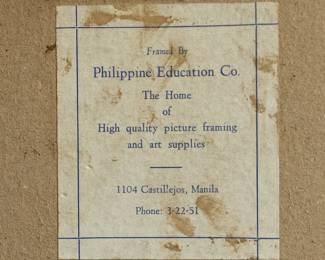 Framed By
Philippine Education Co.
The Home
of
High quality picture framing
and art supplies
1104 Castillejos, Manila
Phone: 3-22-51